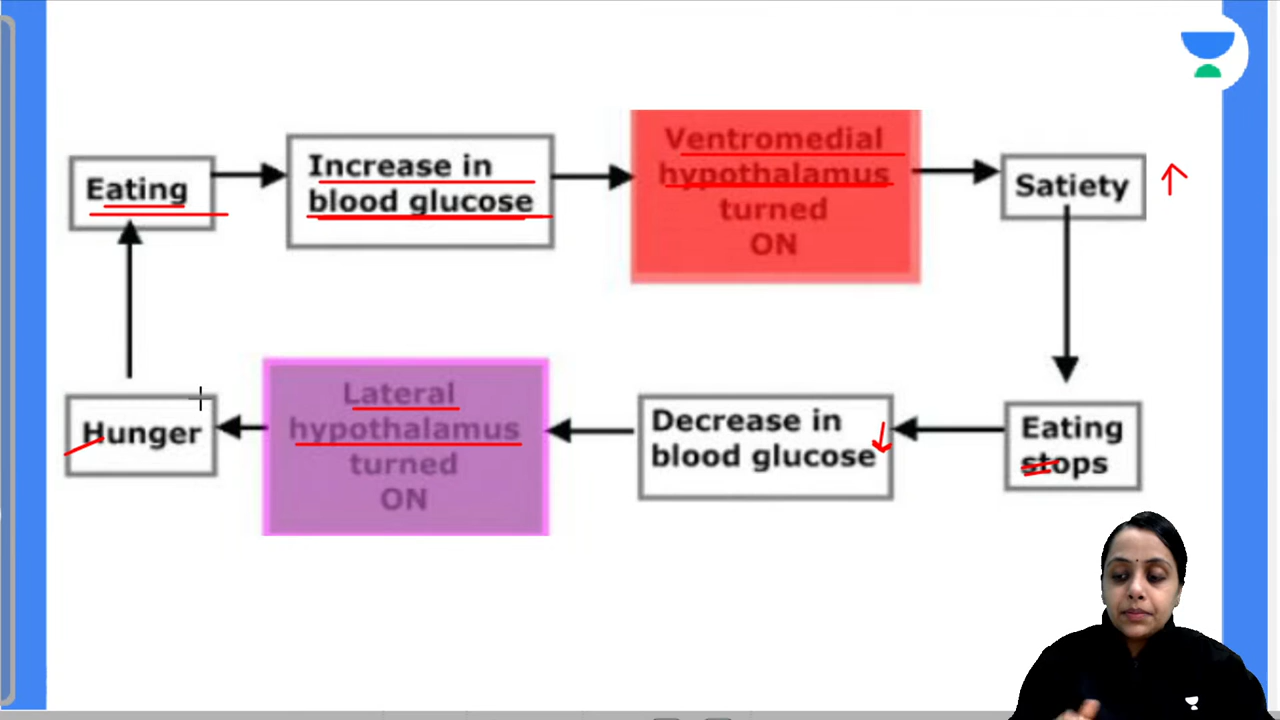 Eating
Increase in
blood glucose
Ventromedial
hypothalamus
turned
ON
Satiety
Hunger
Lateral
hypothalamus
turned
ON
Decrease in
blood glucose
Eating
stops